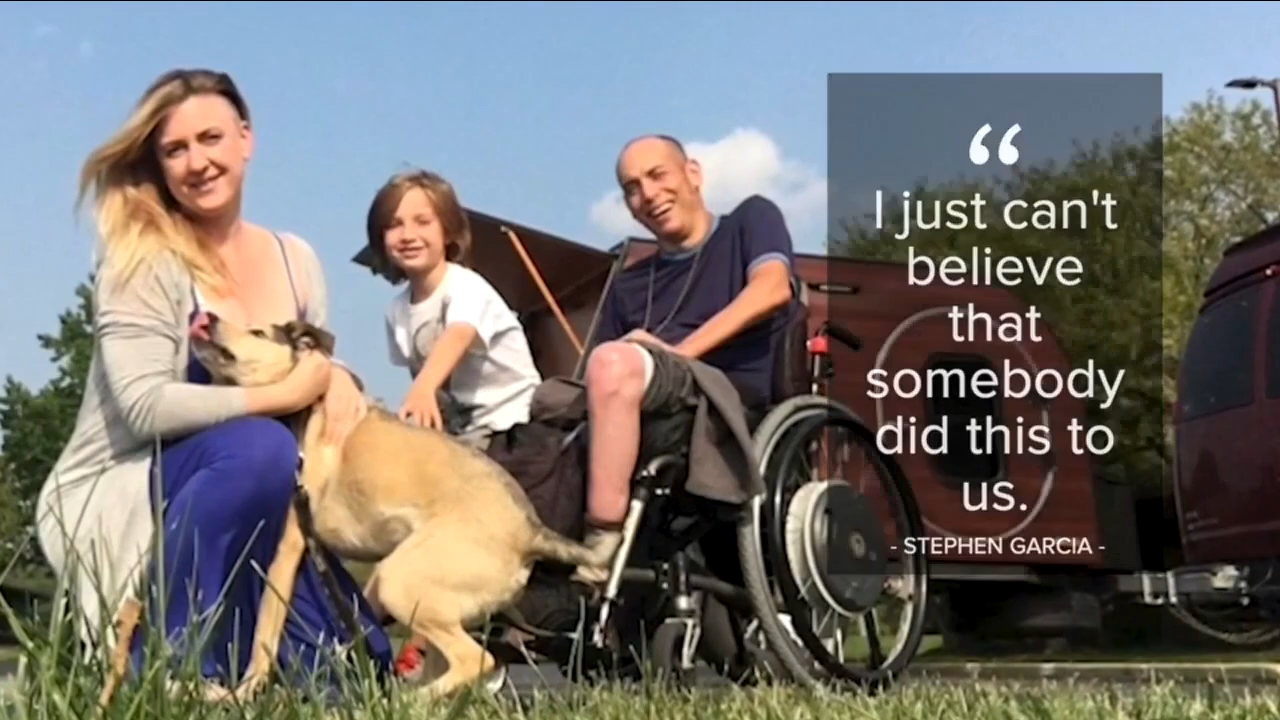 “
I just can't
believe
that
somebody
did this to
us.
- STEPHEN GARCIA -